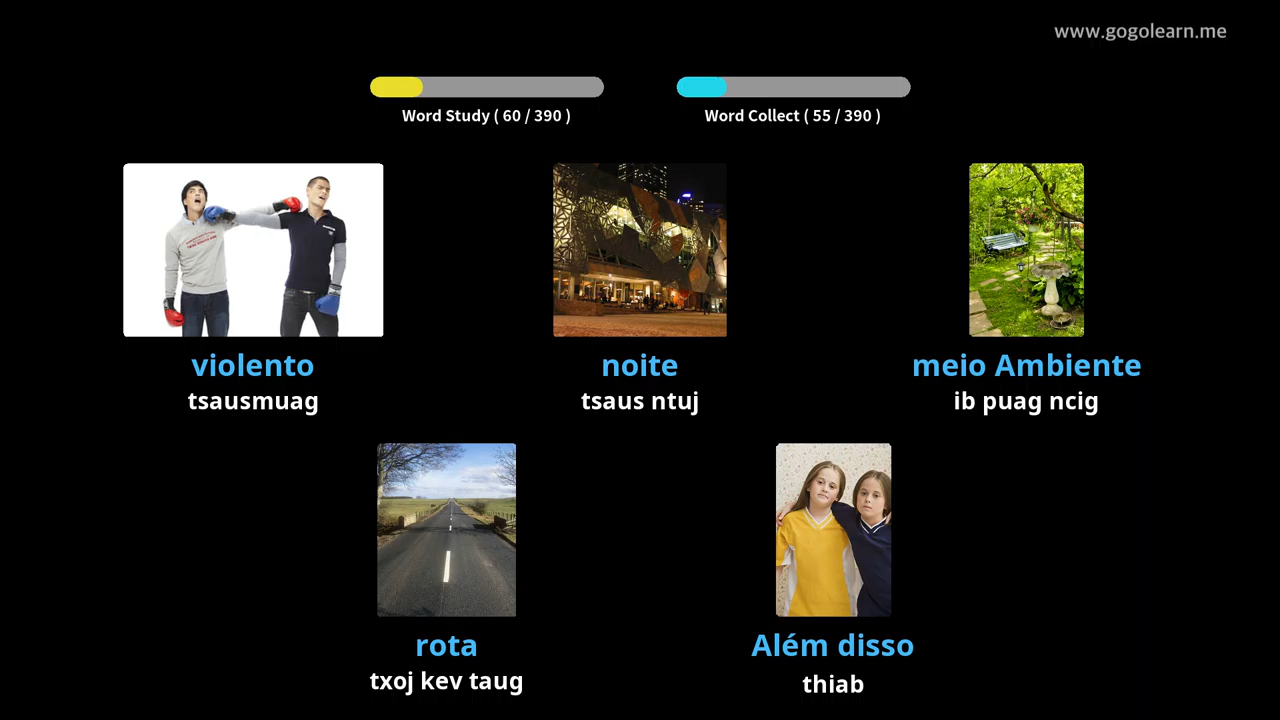 www.gogolearn.me
Word Study ( 60 / 390 )
Word Collect ( 55 / 390 )
violento
tsausmuag
noite
tsaus ntuj
meio Ambiente
ib puag ncig
rota
txoj kev taug
Além disso
thiab